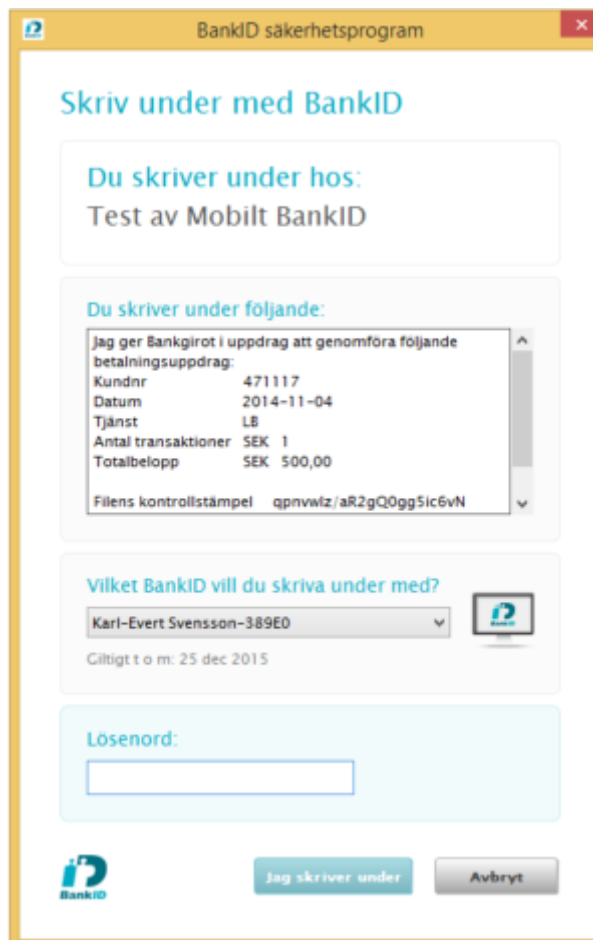 BankID säkerhetsprogram
Skriv under med BankID
Du skriver under hos:
Test av Mobilt BankID
Du skriver under följande:
Jag ger Bankgirot i uppdrag att genomföra följande
betalningsuppdrag:
Kundnr 471117
Datum 2014-11-04
Tjänst LB
Antal transaktioner SEK 1
Totalbelopp SEK 500,00
Filens kontrollstämpel qpnvwlz/aR2gQ0gg5ic6vN
Vilket BankID vill du skriva under med?
Karl-Evert Svensson-389E0
BankID
Giltigt t o m: 25 dec 2015
Lösenord:
BankID
Jag skriver under
Avbryt